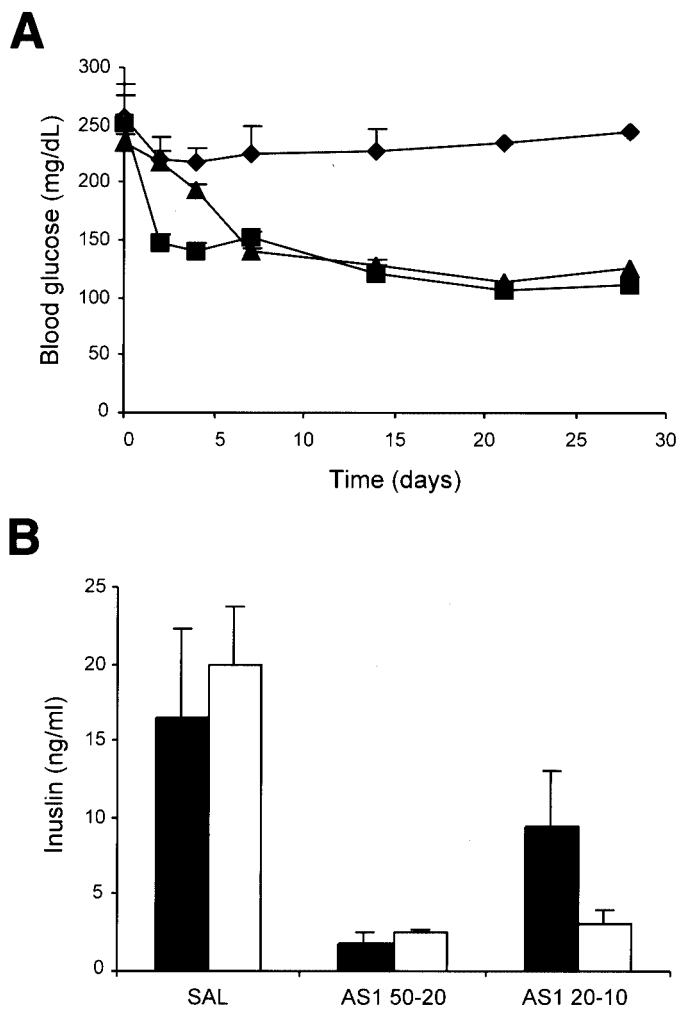 A
300
250
200
150
100
50
0
Blood glucose (mg/dL)
0 5 10 15 20 25 30
Time (days)
B
25
20
15
10
5
0
Inuslin (ng/ml)
SAL AS1 50-20 AS1 20-10